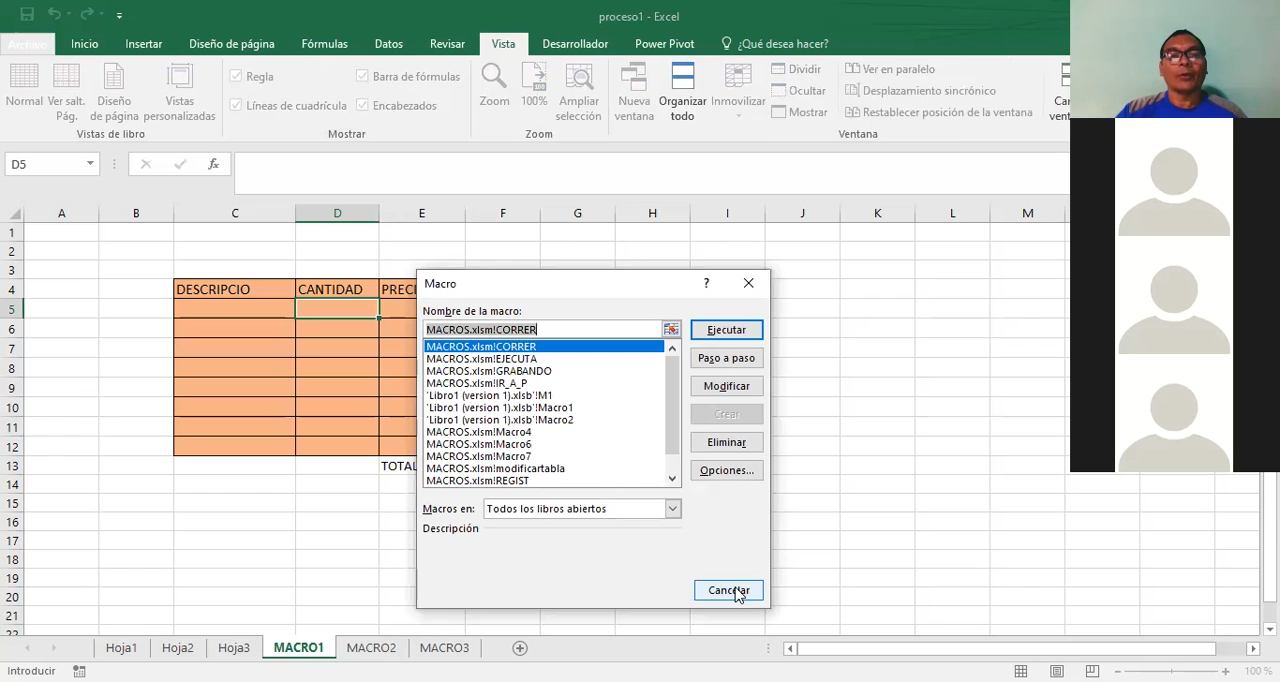 proceso1 - Excel
Archivo Inicio Insertar Diseño de página Fórmulas Datos Revisar Vista Desarrollador Power Pivot ¿Qué desea hacer?
Normal Ver salt. Pág. Diseño de página Vistas personalizadas
Vistas de libro
Regla Barra de fórmulas
Líneas de cuadrícula Encabezados
Mostrar
Zoom 100% Ampliar selección
Zoom
Nueva ventana Organizar todo Inmovilizar
Dividir Ver en paralelo
Ocultar Desplazamiento sincrónico
Mostrar Restablecer posición de la ventana
Ventana
D5 fx
A B C D E F G H I J K L M
1
2
3
4 DESCRIPCIO CANTIDAD PRECI
5
6
7
8
9
10
11
12
13 TOTAL
14
15
16
17
18
19
20
21
22
Macro ?
Nombre de la macro:
MACROS.xlsm!CORRER
MACROS.xlsm!CORRER
MACROS.xlsm!EJECUTA
MACROS.xlsm!GRABANDO
MACROS.xlsm!IR_A_P
'Libro1 (version 1).xlsb'!M1
'Libro1 (version 1).xlsb'!Macro1
'Libro1 (version 1).xlsb'!Macro2
MACROS.xlsm!Macro4
MACROS.xlsm!Macro6
MACROS.xlsm!Macro7
MACROS.xlsm!modificartabla
MACROS.xlsm!REGIST
Ejecutar
Paso a paso
Modificar
Crear
Eliminar
Opciones...
Macros en: Todos los libros abiertos
Descripción
Cancelar
Hoja1 Hoja2 Hoja3 MACRO1 MACRO2 MACRO3
Introducir 100 %